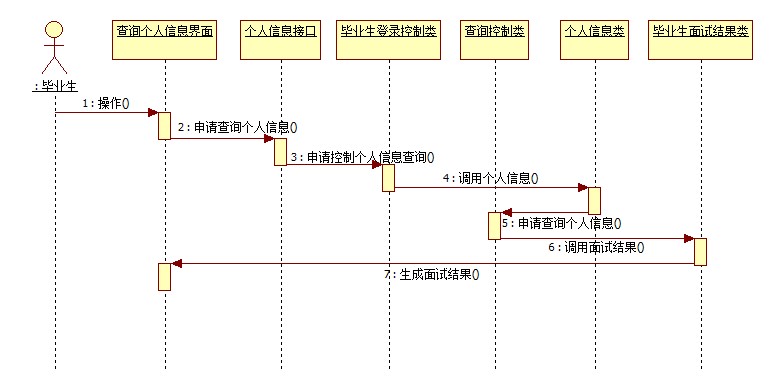 查询个人信息界面
个人信息接口
毕业生登录控制类
查询控制类
个人信息类
毕业生面试结果类
:毕业生
1:操作()
2:申请查询个人信息()
3:申请控制个人信息查询()
4:调用个人信息()
5:申请查询个人信息()
6:调用面试结果()
7:生成面试结果()